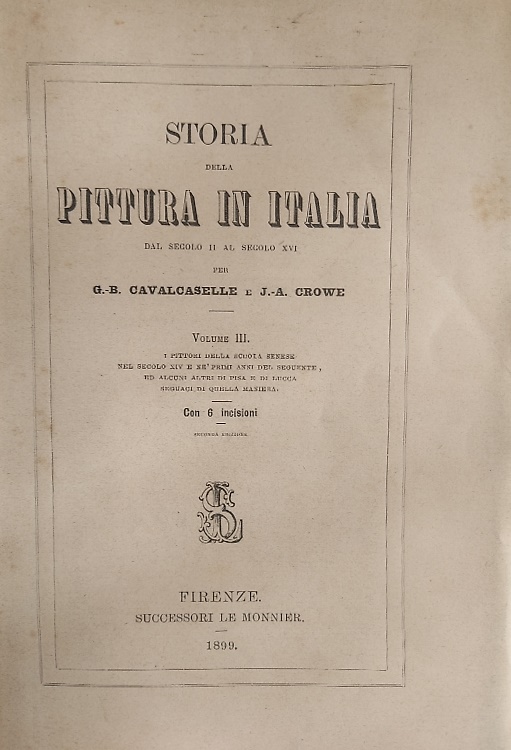 STORIA
DELLA
PITTURA IN ITALIA
DAL SECOLO II AL SECOLO XVI
PER
G.-B. CAVALCASELLE E J.-A. CROWE
VOLUME III.
I PITTORI DELLA SCUOLA SENESE
NEL SECOLO XIV E NE' PRIMI ANNI DEL SEGUENTE,
ED ALCUNI ALTRI DI PISA E DI LUCCA
SEGUACI DI QUELLA MANIERA.
Con 6 incisioni
SECONDA EDIZIONE
FIRENZE.
SUCCESSORI LE MONNIER.
1899.